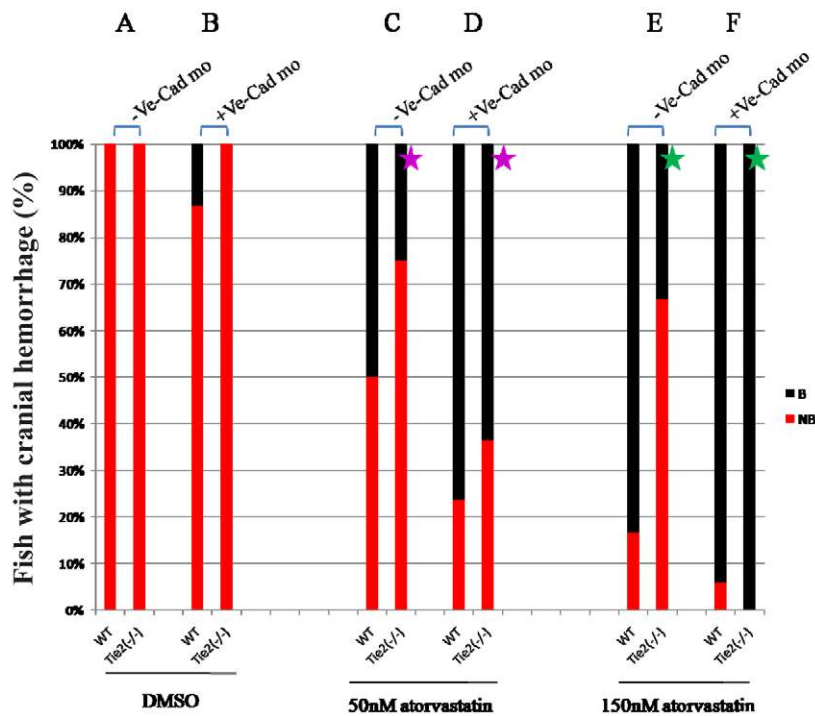 A B C D E F
-Ve-Cad mo +Ve-Cad mo -Ve-Cad mo +Ve-Cad mo -Ve-Cad mo +Ve-Cad mo
Fish with cranial hemorrhage (%)
100%
90%
80%
70%
60%
50%
40%
30%
20%
10%
0%
B
NB
WT Tie2(-/-) WT Tie2(-/-) WT Tie2(-/-) WT Tie2(-/-) WT Tie2(-/-) WT Tie2(-/-)
DMSO 50nM atorvastatin 150nM atorvastatin